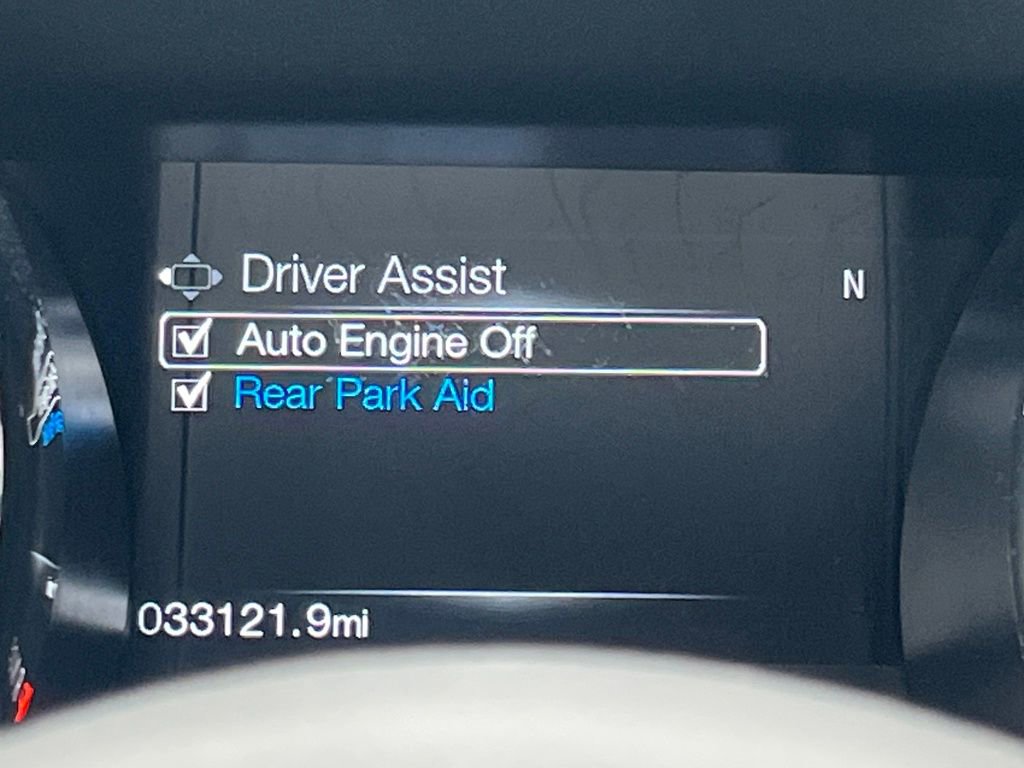 Driver Assist
N
Auto Engine Off
Rear Park Aid
033121.9mi